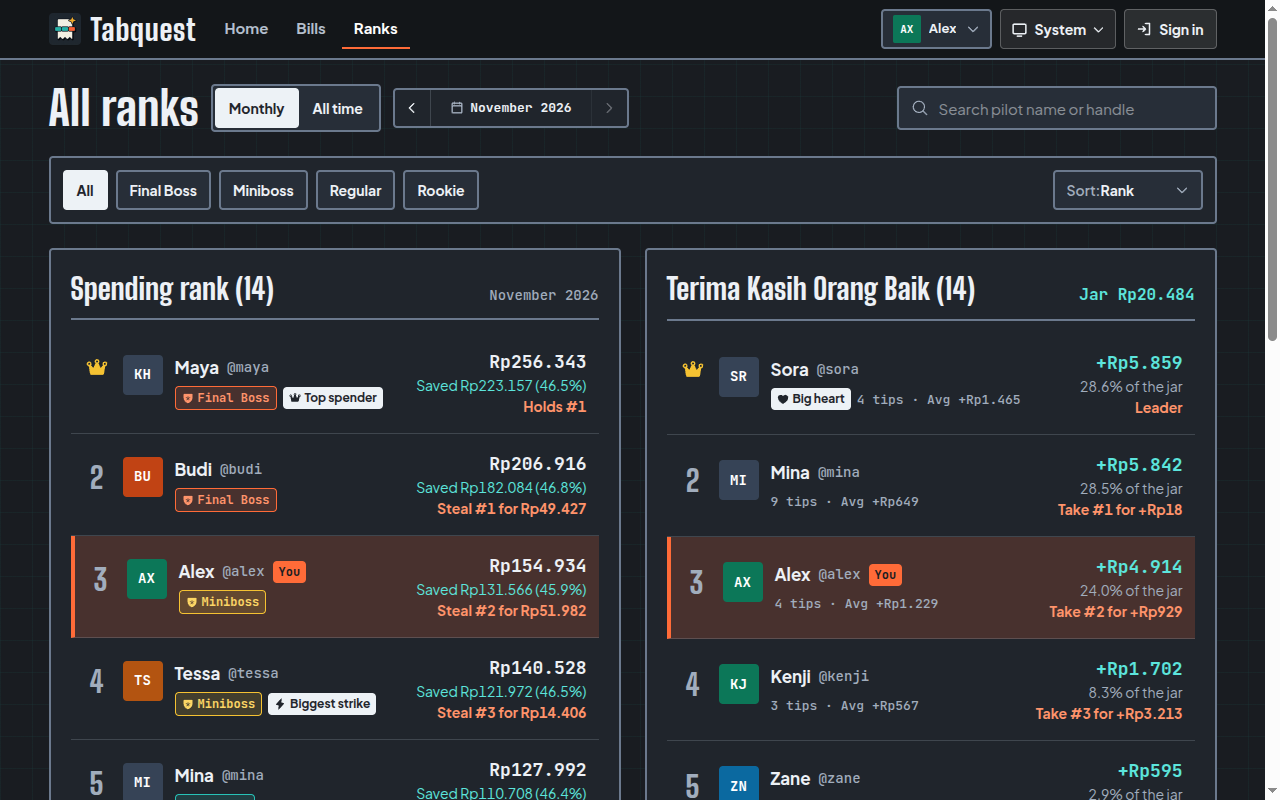 Tabquest
Home
Bills
Ranks
AX
Alex
System
Sign in
All ranks
Monthly
All time
November 2026
Search pilot name or handle
All
Final Boss
Miniboss
Regular
Rookie
Sort:Rank
Spending rank (14)
November 2026
KH
Maya @maya
Final Boss
Top spender
Rp256.343
Saved Rp223.157 (46.5%)
Holds #1
2
BU
Budi @budi
Final Boss
Rp206.916
Saved Rp182.084 (46.8%)
Steal #1 for Rp49.427
3
AX
Alex @alex You
Miniboss
Rp154.934
Saved Rp131.566 (45.9%)
Steal #2 for Rp51.982
4
TS
Tessa @tessa
Miniboss
Biggest strike
Rp140.528
Saved Rp121.972 (46.5%)
Steal #3 for Rp14.406
5
MI
Mina @mina
Rp127.992
Saved Rp110.708 (46.4%)
Terima Kasih Orang Baik (14)
Jar Rp20.484
SR
Sora @sora
Big heart
4 tips · Avg +Rp1.465
+Rp5.859
28.6% of the jar
Leader
2
MI
Mina @mina
9 tips · Avg +Rp649
+Rp5.842
28.5% of the jar
Take #1 for +Rp18
3
AX
Alex @alex You
4 tips · Avg +Rp1.229
+Rp4.914
24.0% of the jar
Take #2 for +Rp929
4
KJ
Kenji @kenji
3 tips · Avg +Rp567
+Rp1.702
8.3% of the jar
Take #3 for +Rp3.213
5
ZN
Zane @zane
+Rp595
2.9% of the jar